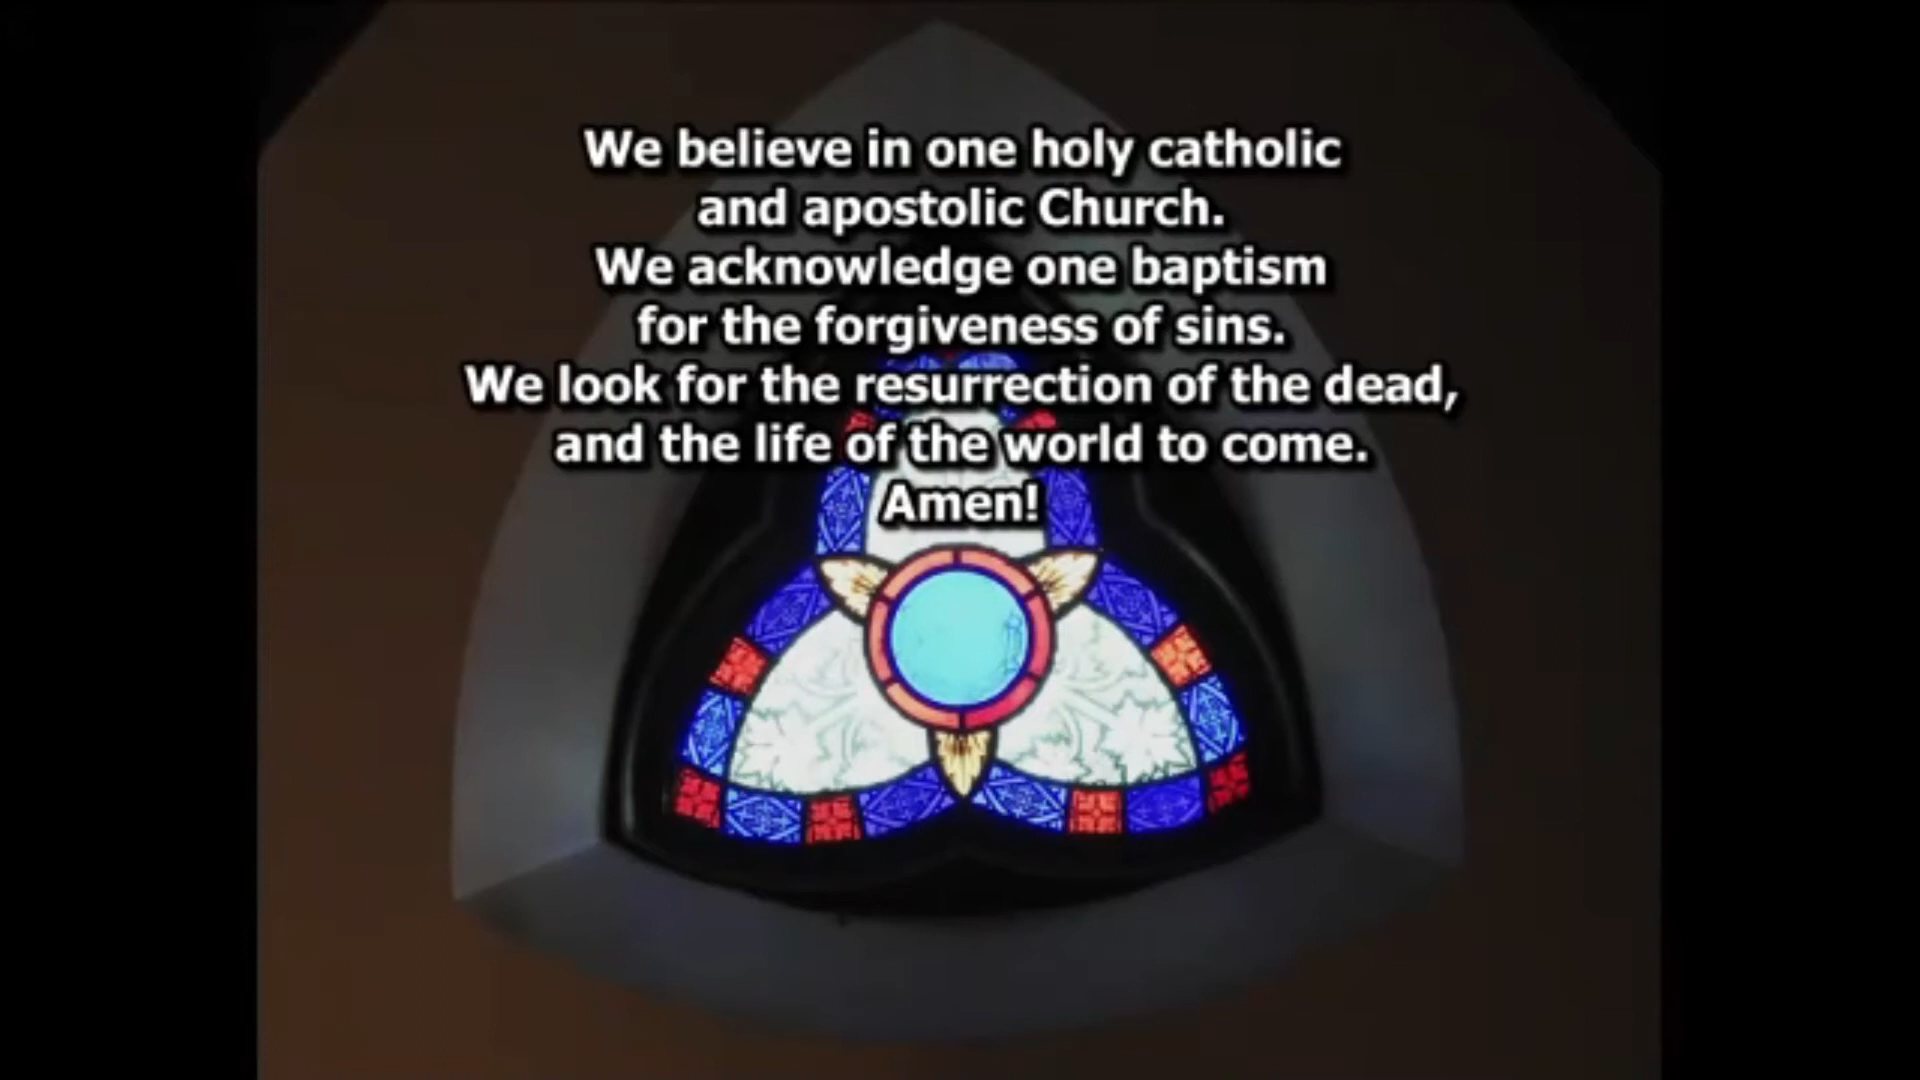 We believe in one holy catholic
and apostolic Church.
We acknowledge one baptism
for the forgiveness of sins.
We look for the resurrection of the dead,
and the life of the world to come.
Amen!